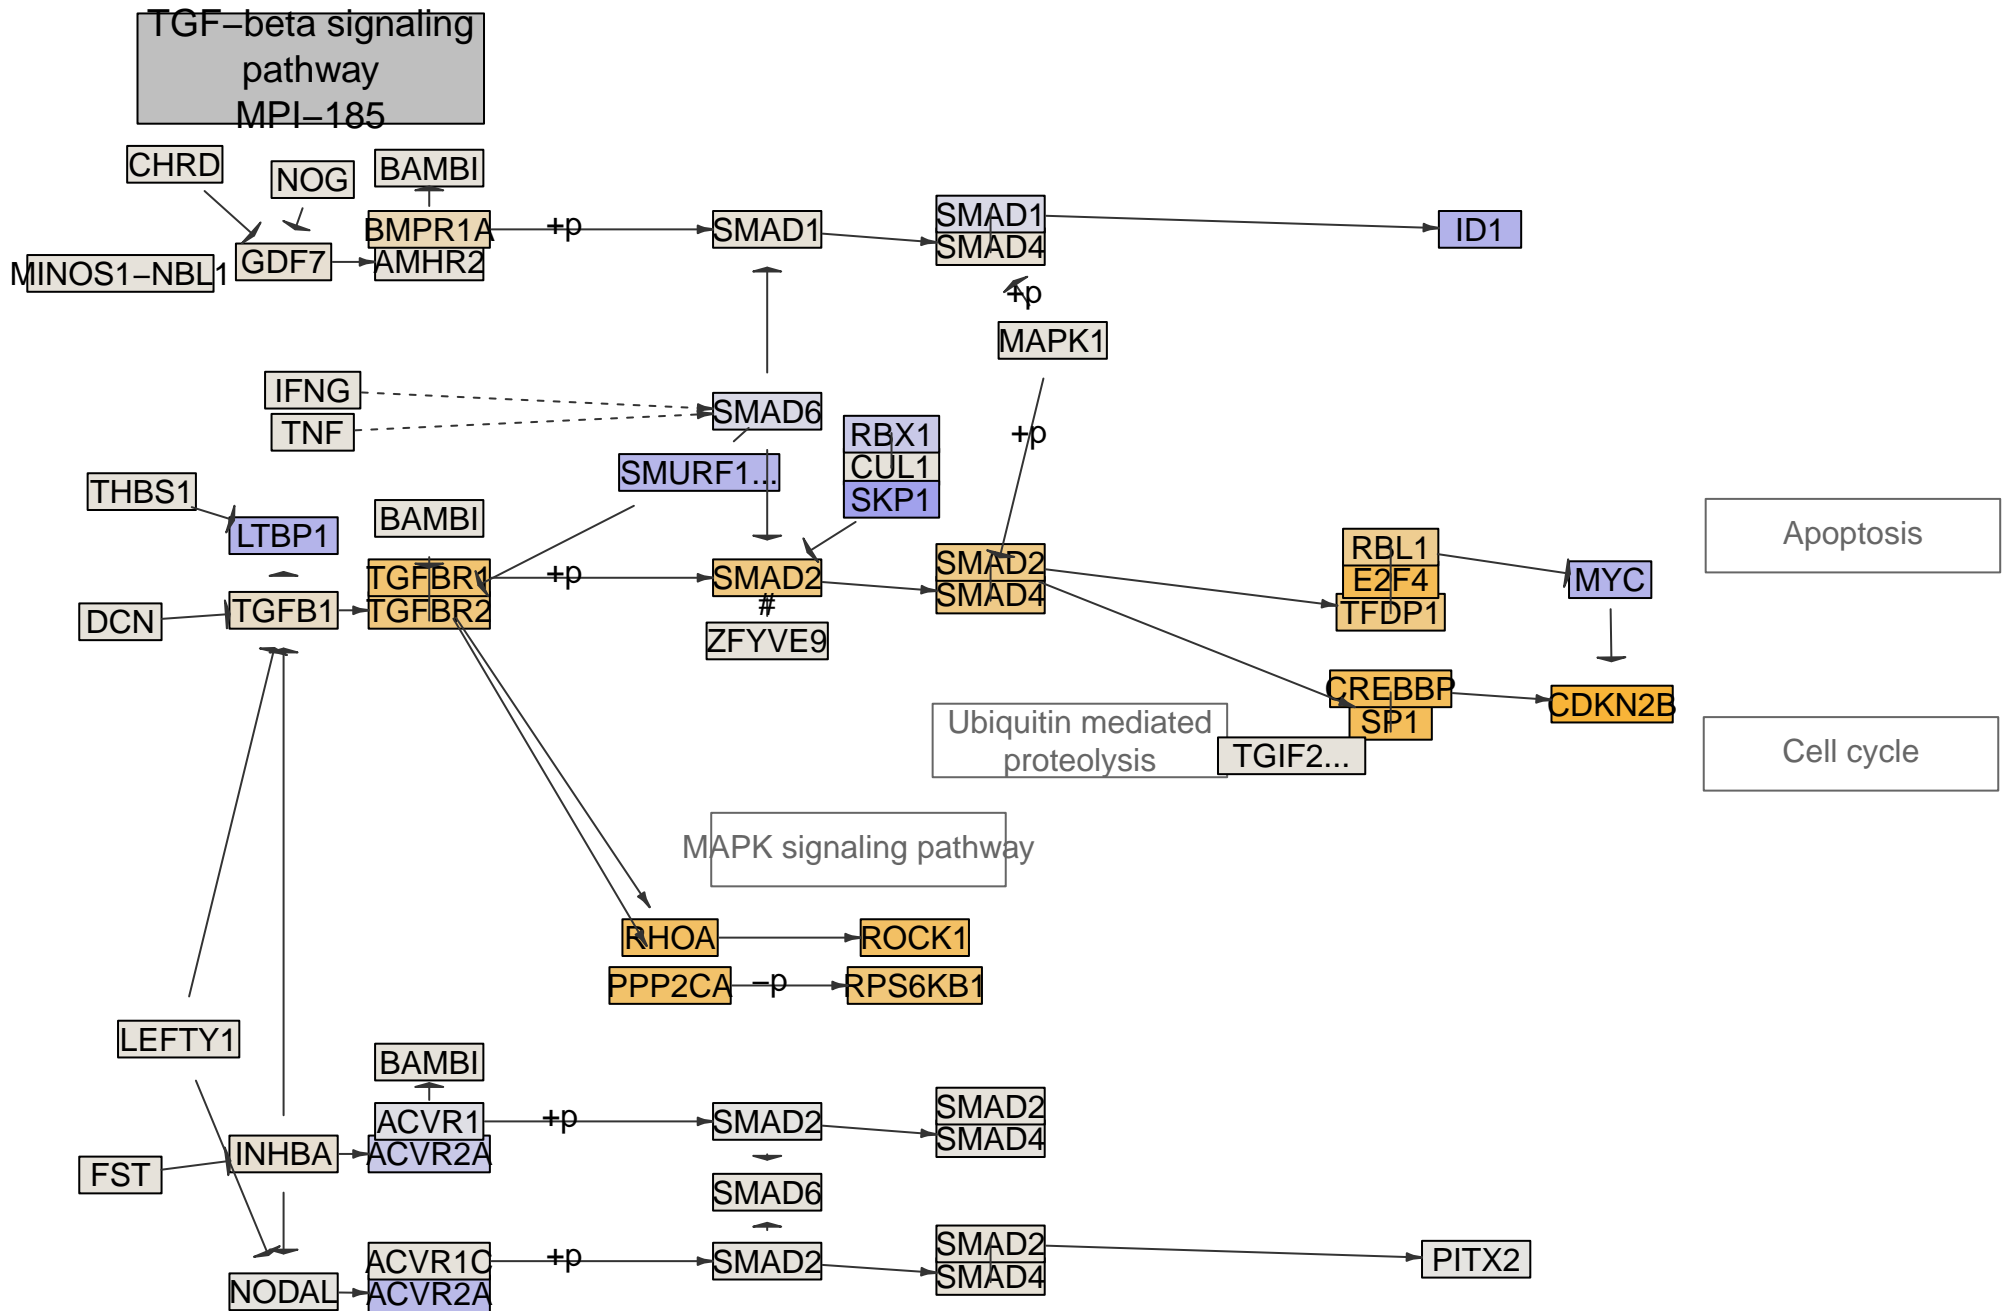 TGF−beta signaling
pathway
MPI−185
CHRD
NOG
BAMBI
BMPR1A
+p
SMAD1
SMAD1
SMAD4
ID1
MINOS1−NBL1
GDF7
AMHR2
+p
MAPK1
IFNG
TNF
SMAD6
RBX1
CUL1
SKP1
+p
SMURF1...
THBS1
LTBP1
BAMBI
Apoptosis
TGFBR1
TGFBR2
+p
SMAD2
#
ZFYVE9
SMAD2
SMAD4
RBL1
E2F4
TFDP1
MYC
DCN
TGFB1
CREBBP
SP1
CDKN2B
Ubiquitin mediated
proteolysis
TGIF2...
Cell cycle
MAPK signaling pathway
RHOA
ROCK1
PPP2CA
−p
RPS6KB1
LEFTY1
BAMBI
ACVR1
ACVR2A
+p
SMAD2
SMAD2
SMAD4
FST
INHBA
SMAD6
ACVR1C
ACVR2A
+p
SMAD2
SMAD2
SMAD4
PITX2
NODAL